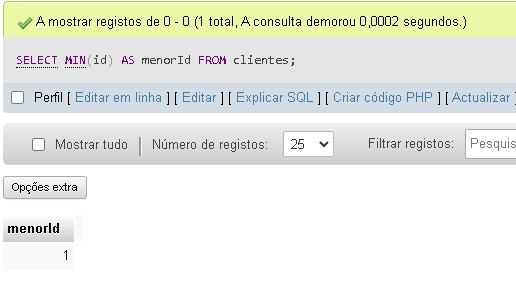 A mostrar registos de 0 - 0 (1 total, A consulta demorou 0,0002 segundos.)
SELECT MIN(id) AS menorId FROM clientes;
Perfil [ Editar em linha ] [ Editar ] [ Explicar SQL ] [ Criar código PHP ] [ Actualizar ]
Mostrar tudo | Número de registos: 25 Filtrar registos: Pesquis
Opções extra
menorId
1